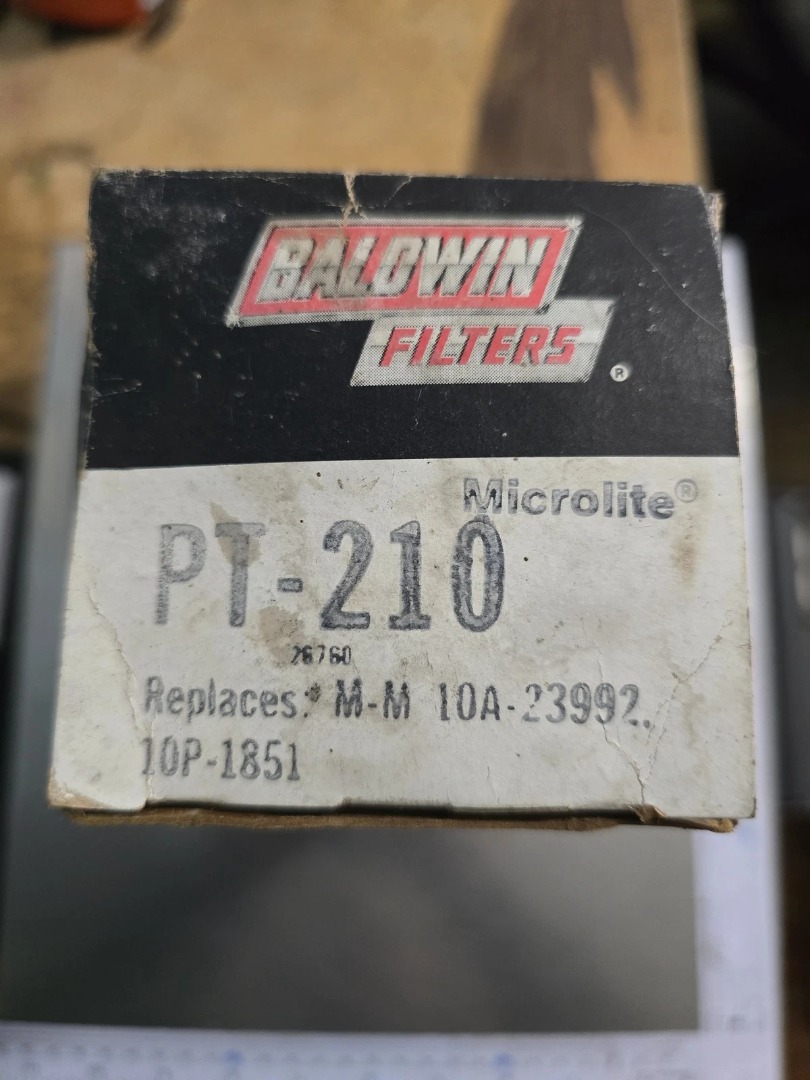 BALDWIN
FILTERS ®
Microlite®
PT-210
26760
Replaces: M-M 10A-23992,
10P-1851